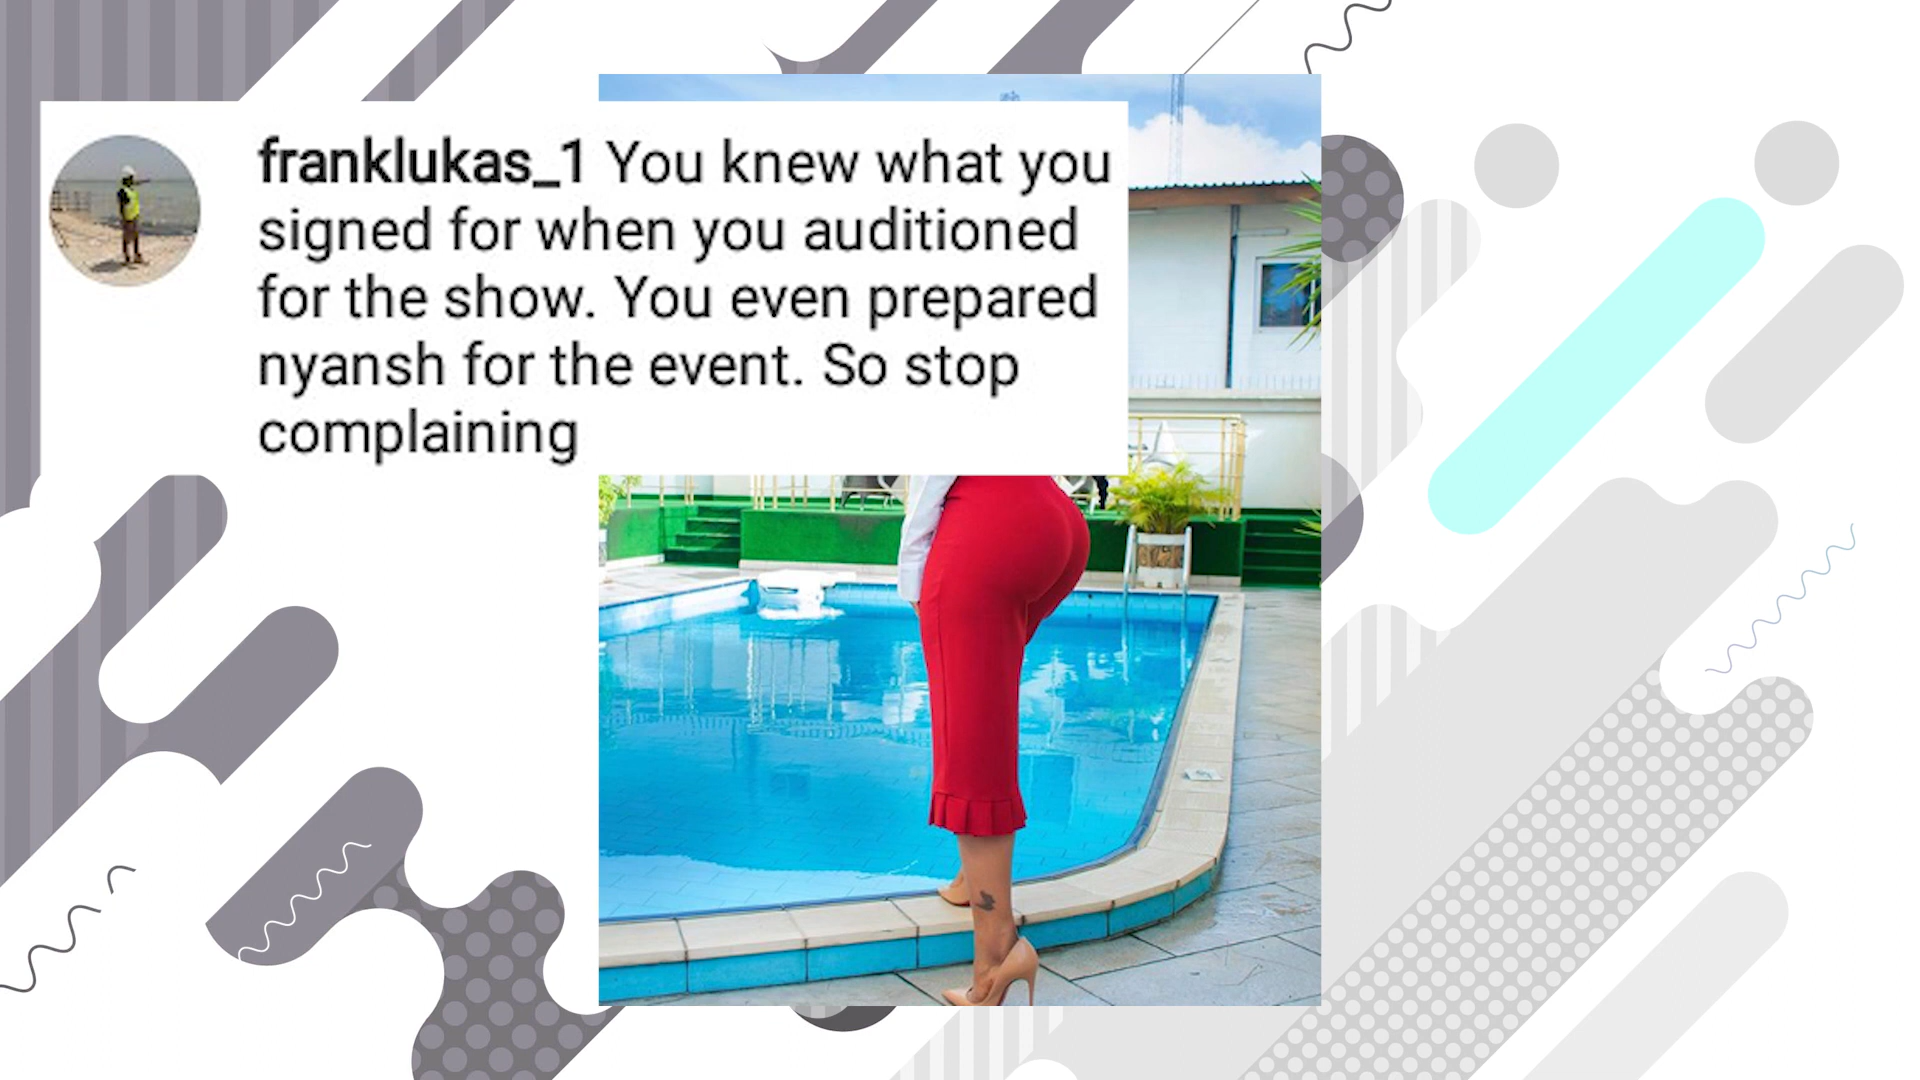 franklukas_1 You knew what you
signed for when you auditioned
for the show. You even prepared
nyansh for the event. So stop
complaining